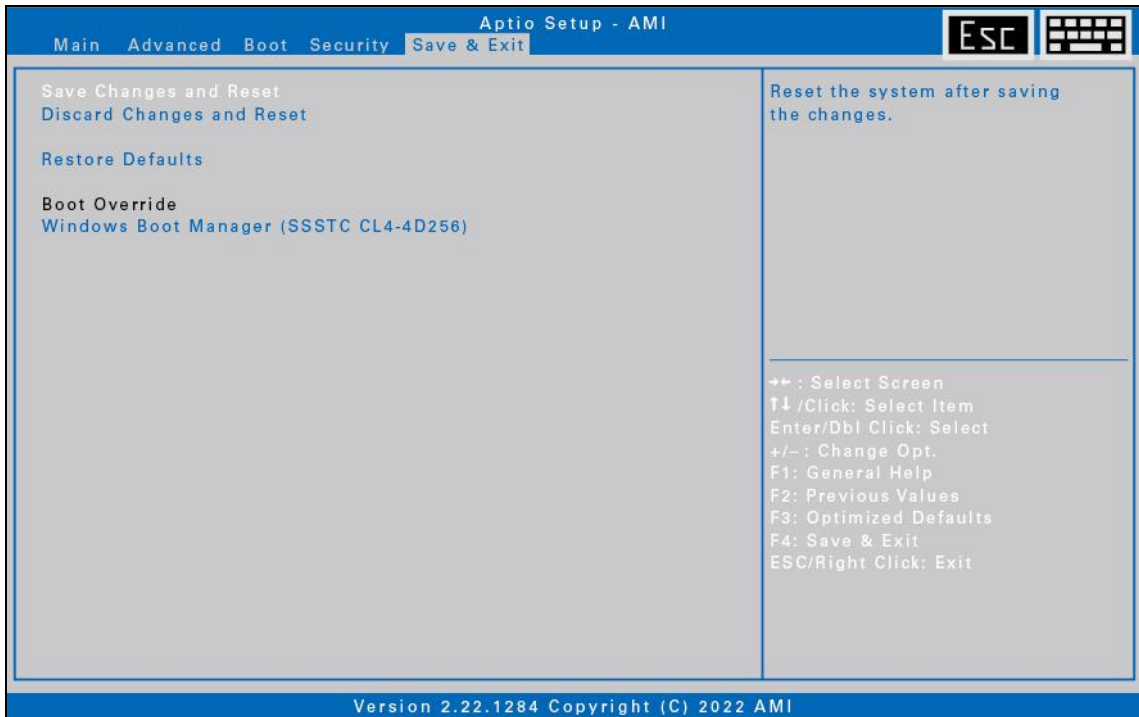 Aptio Setup - AMI
Main Advanced Boot Security Save & Exit
Esc
Save Changes and Reset
Discard Changes and Reset
Restore Defaults
Boot Override
Windows Boot Manager (SSSTC CL4-4D256)
Reset the system after saving
the changes.
→← : Select Screen
↑↓ /Click: Select Item
Enter/Dbl Click: Select
+/- : Change Opt.
F1: General Help
F2: Previous Values
F3: Optimized Defaults
F4: Save & Exit
ESC/Right Click: Exit
Version 2.22.1284 Copyright (C) 2022 AMI